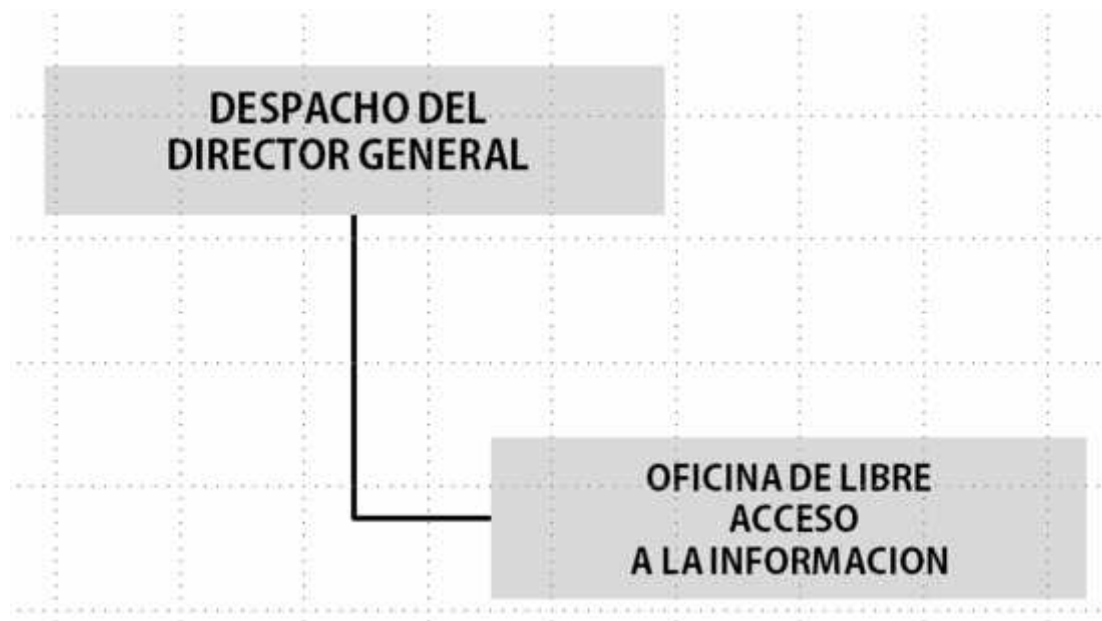 DESPACHO DEL
DIRECTOR GENERAL
OFICINA DE LIBRE
ACCESO
A LA INFORMACION